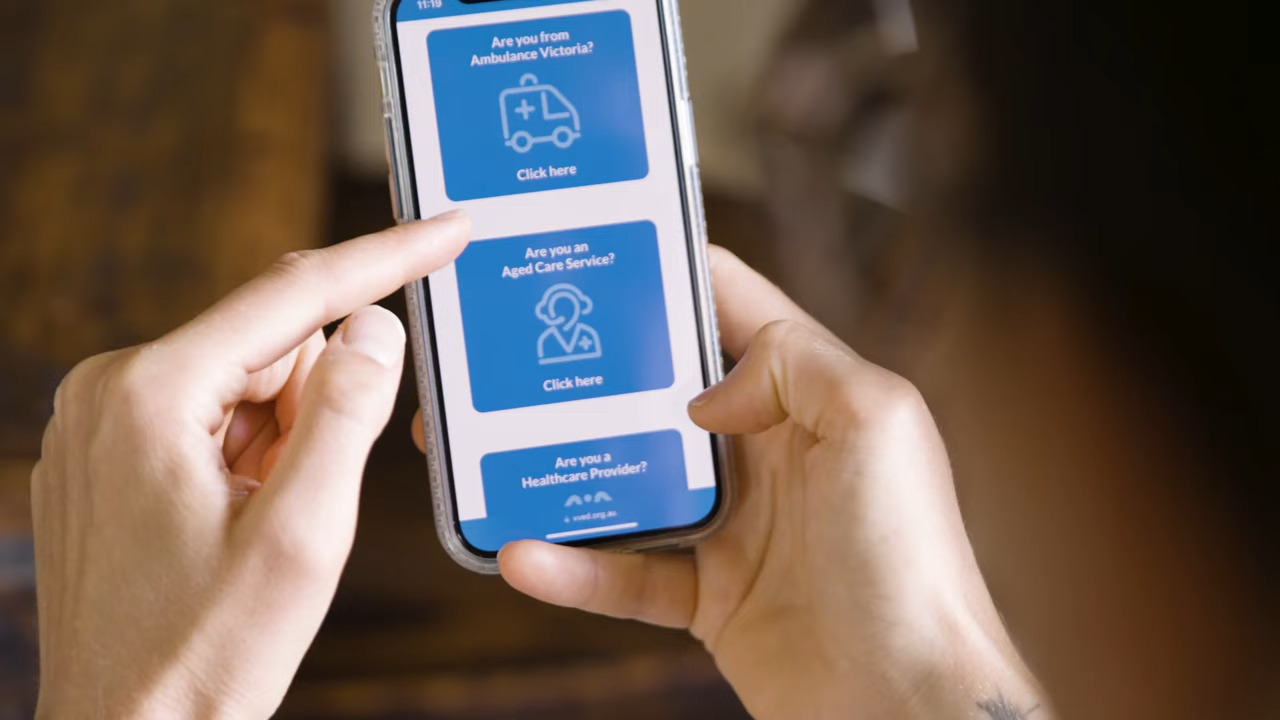 11:19
Are you from
Ambulance Victoria?
Click here
Are you an
Aged Care Service?
Click here
Are you a
Healthcare Provider?
vved.org.au